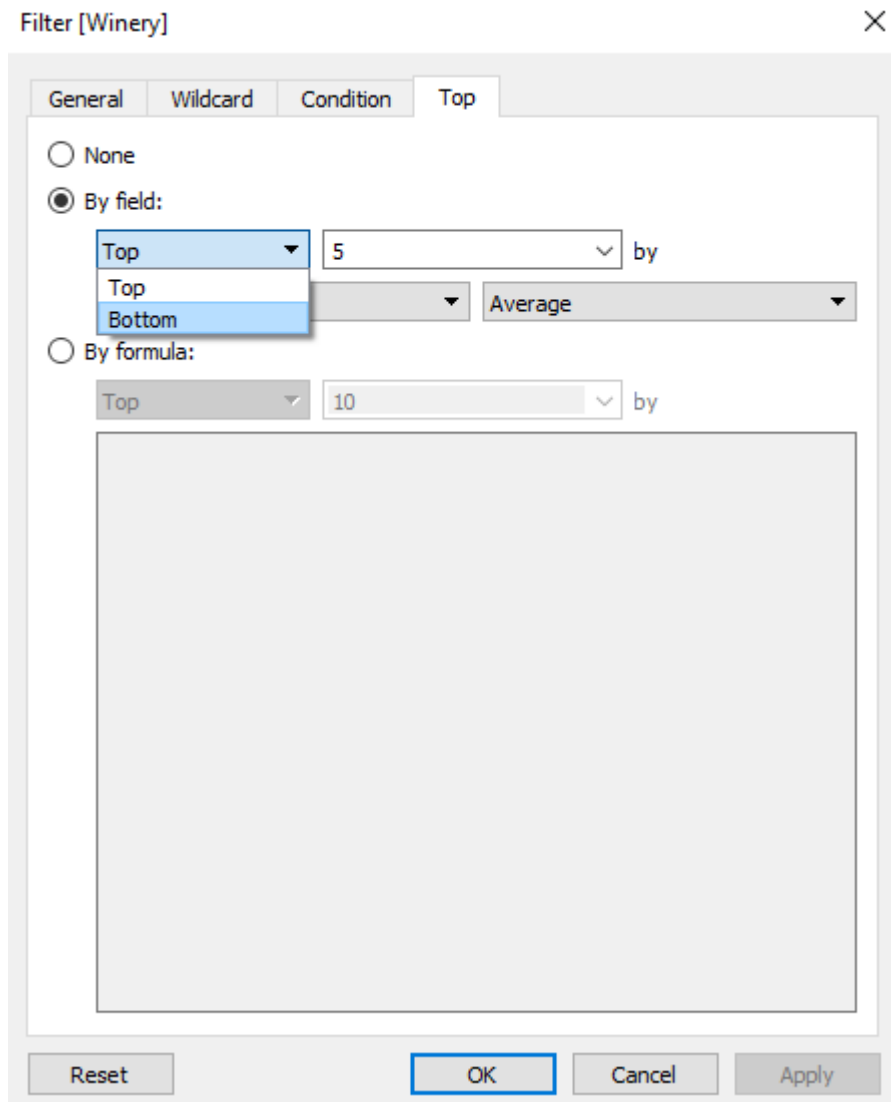 Filter [Winery]
General Wildcard Condition Top
None
By field:
Top 5 by
Top
Bottom
Average
By formula:
Top 10 by
Reset OK Cancel Apply